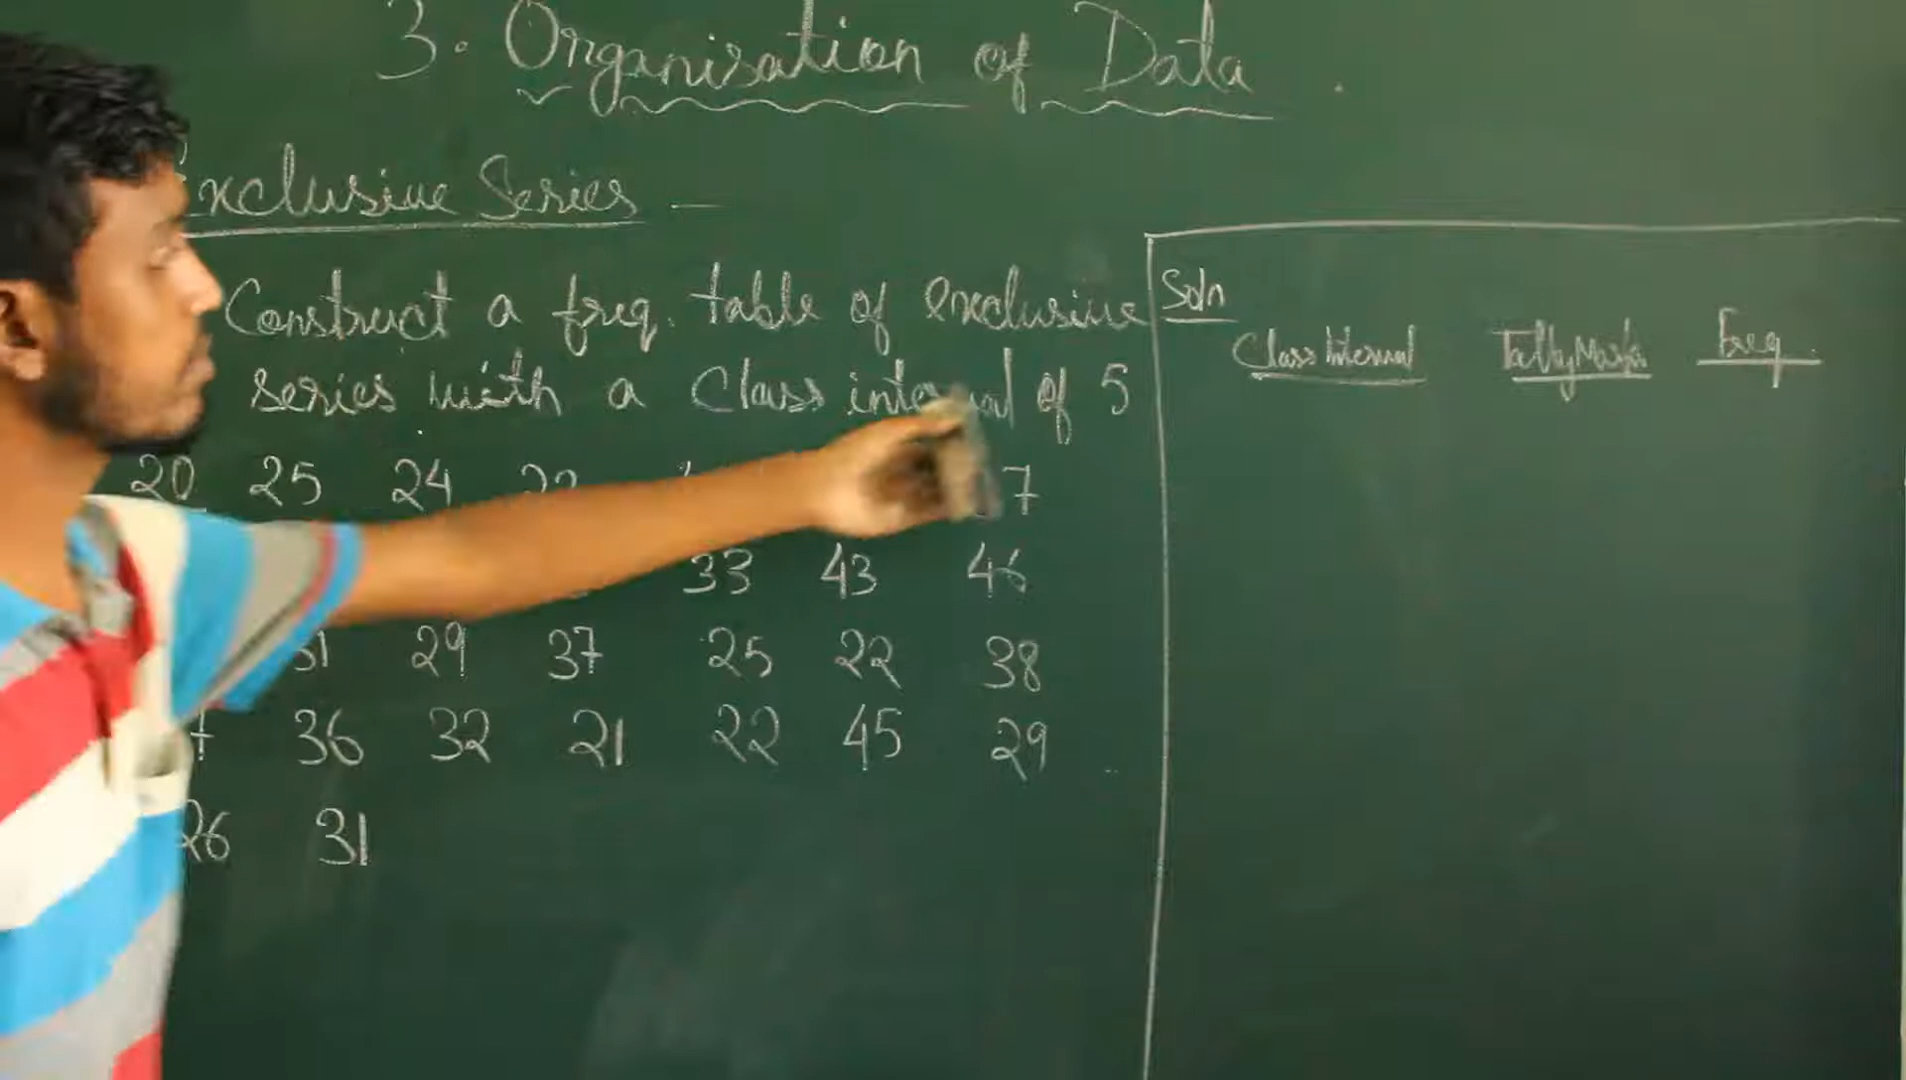 3. Organisation of Data.
Exclusive Series —
Construct a freq. table of exclusive
series with a Class interval of 5
20 25 24 7
33 43 46
29 37 25 22 38
36 32 21 22 45 29
26 31
Soln
Class Interval Tally Marks Freq.